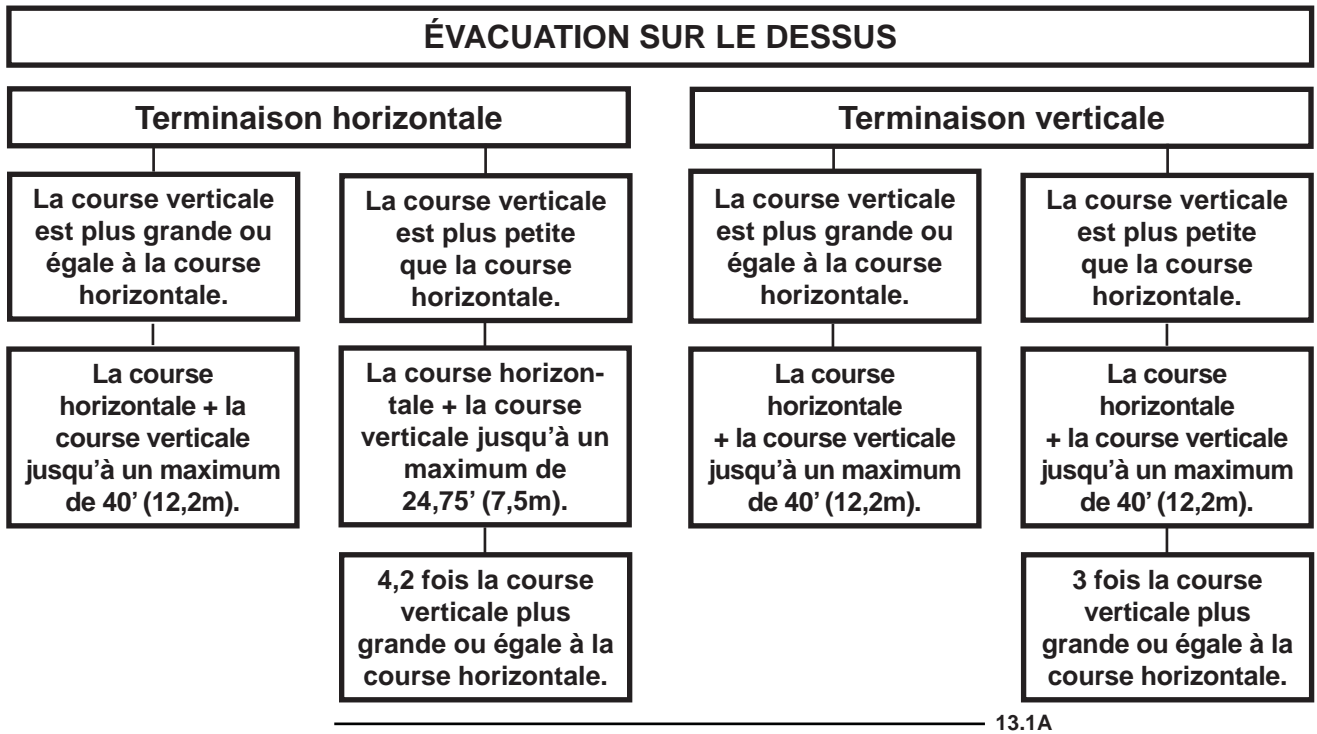 ÉVACUATION SUR LE DESSUS
Terminaison horizontale
La course verticale
est plus grande ou
égale à la course
horizontale.
La course
horizontale + la
course verticale
jusqu’à un maximum
de 40’ (12,2m).
La course verticale
est plus petite
que la course
horizontale.
La course horizon-
tale + la course
verticale jusqu’à un
maximum de
24,75’ (7,5m).
4,2 fois la course
verticale plus
grande ou égale à la
course horizontale.
Terminaison verticale
La course verticale
est plus grande ou
égale à la course
horizontale.
La course
horizontale
+ la course verticale
jusqu’à un maximum
de 40’ (12,2m).
La course verticale
est plus petite
que la course
horizontale.
La course
horizontale
+ la course verticale
jusqu’à un maximum
de 40’ (12,2m).
3 fois la course
verticale plus
grande ou égale à la
course horizontale.
13.1A